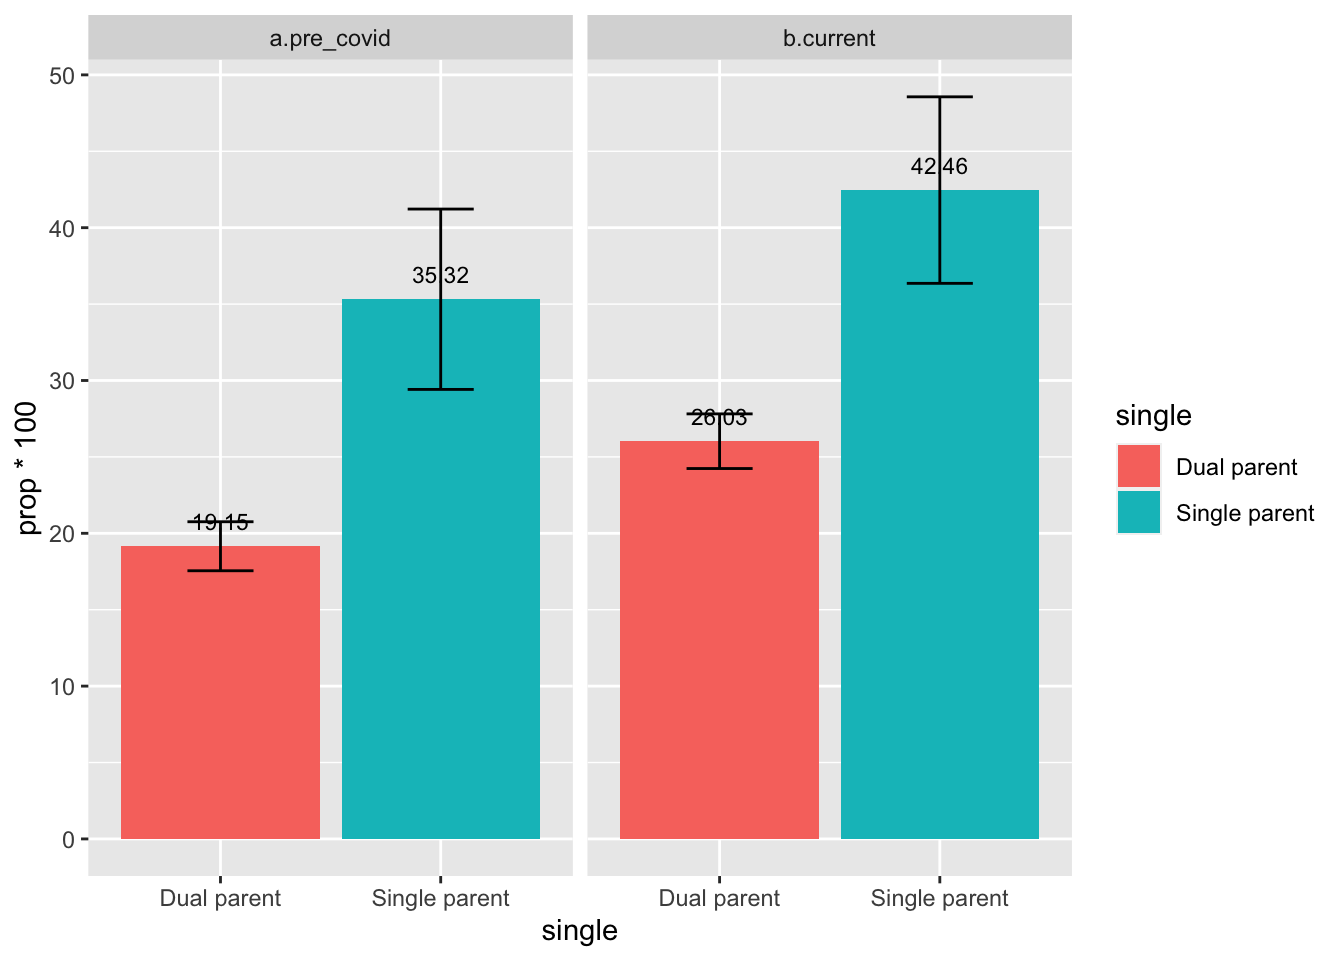 a.pre_covid
b.current
prop * 100
50
40
30
20
10
0
19.15
35.32
26.03
42.46
Dual parent
Single parent
Dual parent
Single parent
single
single
Dual parent
Single parent